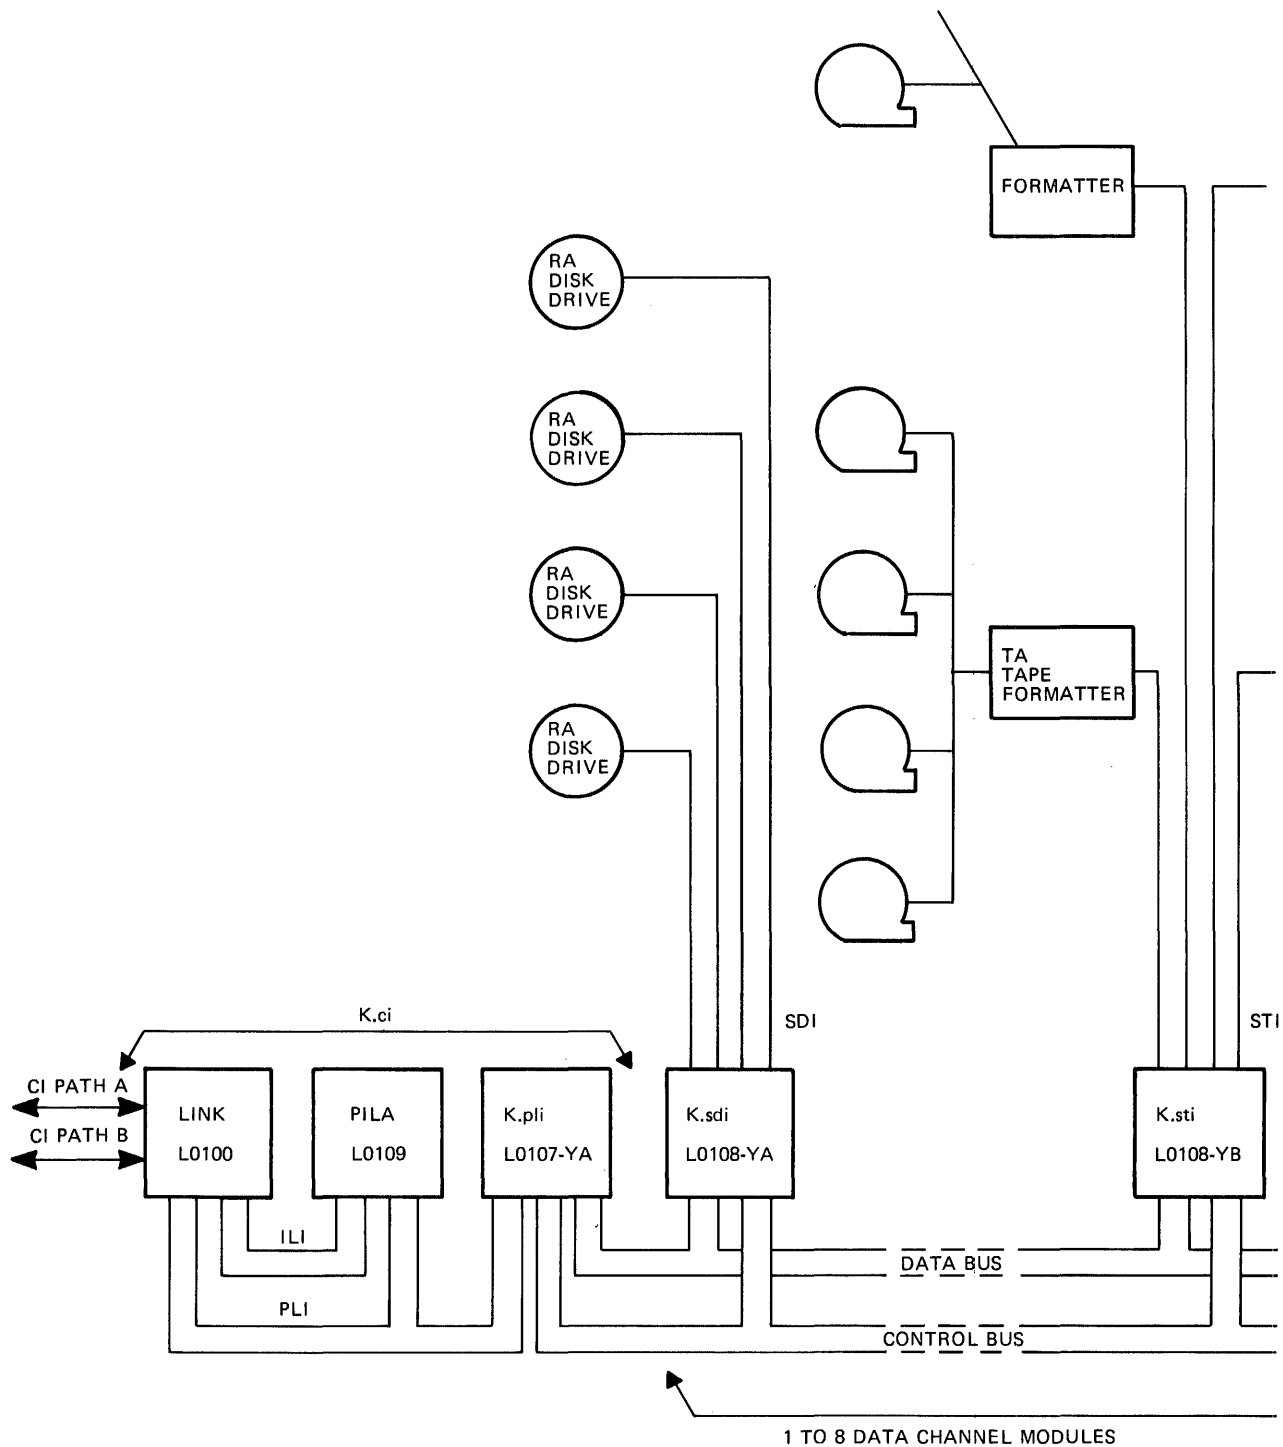 FORMATTER
RA
DISK
DRIVE
RA
DISK
DRIVE
RA
DISK
DRIVE
TA
TAPE
FORMATTER
RA
DISK
DRIVE
K.ci
SDI
STI
CI PATH A
CI PATH B
LINK
L0100
PILA
L0109
K.pli
L0107-YA
K.sdi
L0108-YA
K.sti
L0108-YB
ILI
DATA BUS
PLI
CONTROL BUS
1 TO 8 DATA CHANNEL MODULES